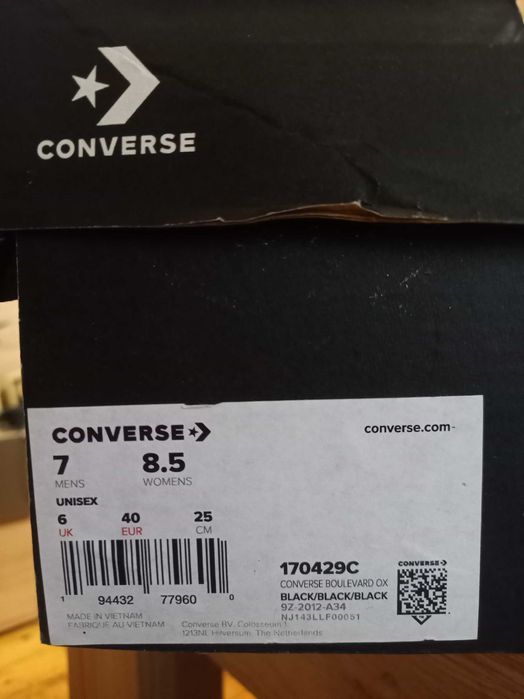 CONVERSE
CONVERSE
converse.com
7 8.5
MENS WOMENS
UNISEX
6 40 25
UK EUR CM
1 94432 77960 0
170429C
CONVERSE BOULEVARD OX
BLACK/BLACK/BLACK
9Z-2012-A34
NJ143LLF00051
CONVERSE
MADE IN VIETNAM
FABRIQUÉ AU VIETNAM
Converse BV. Colosseum 1
1213NL Hilversum, The Netherlands